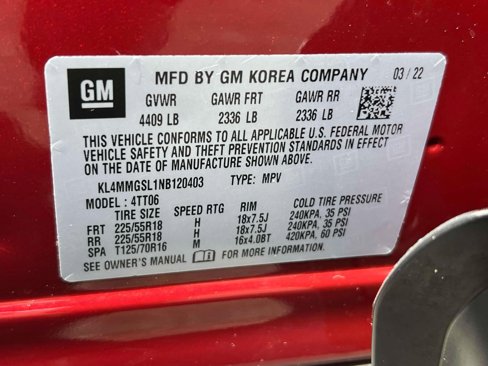 GM MFD BY GM KOREA COMPANY 03/22
GVWR GAWR FRT GAWR RR
4409 LB 2336 LB 2336 LB
THIS VEHICLE CONFORMS TO ALL APPLICABLE U.S. FEDERAL MOTOR
VEHICLE SAFETY AND THEFT PREVENTION STANDARDS IN EFFECT
ON THE DATE OF MANUFACTURE SHOWN ABOVE.
KL4MMGSL1NB120403 TYPE: MPV
MODEL: 4TT06
TIRE SIZE SPEED RTG RIM COLD TIRE PRESSURE
FRT 225/55R18 H 18x7.5J 240KPA, 35 PSI
RR 225/55R18 H 18x7.5J 240KPA, 35 PSI
SPA T125/70R16 M 16x4.0BT 420KPA, 60 PSI
SEE OWNER'S MANUAL FOR MORE INFORMATION.